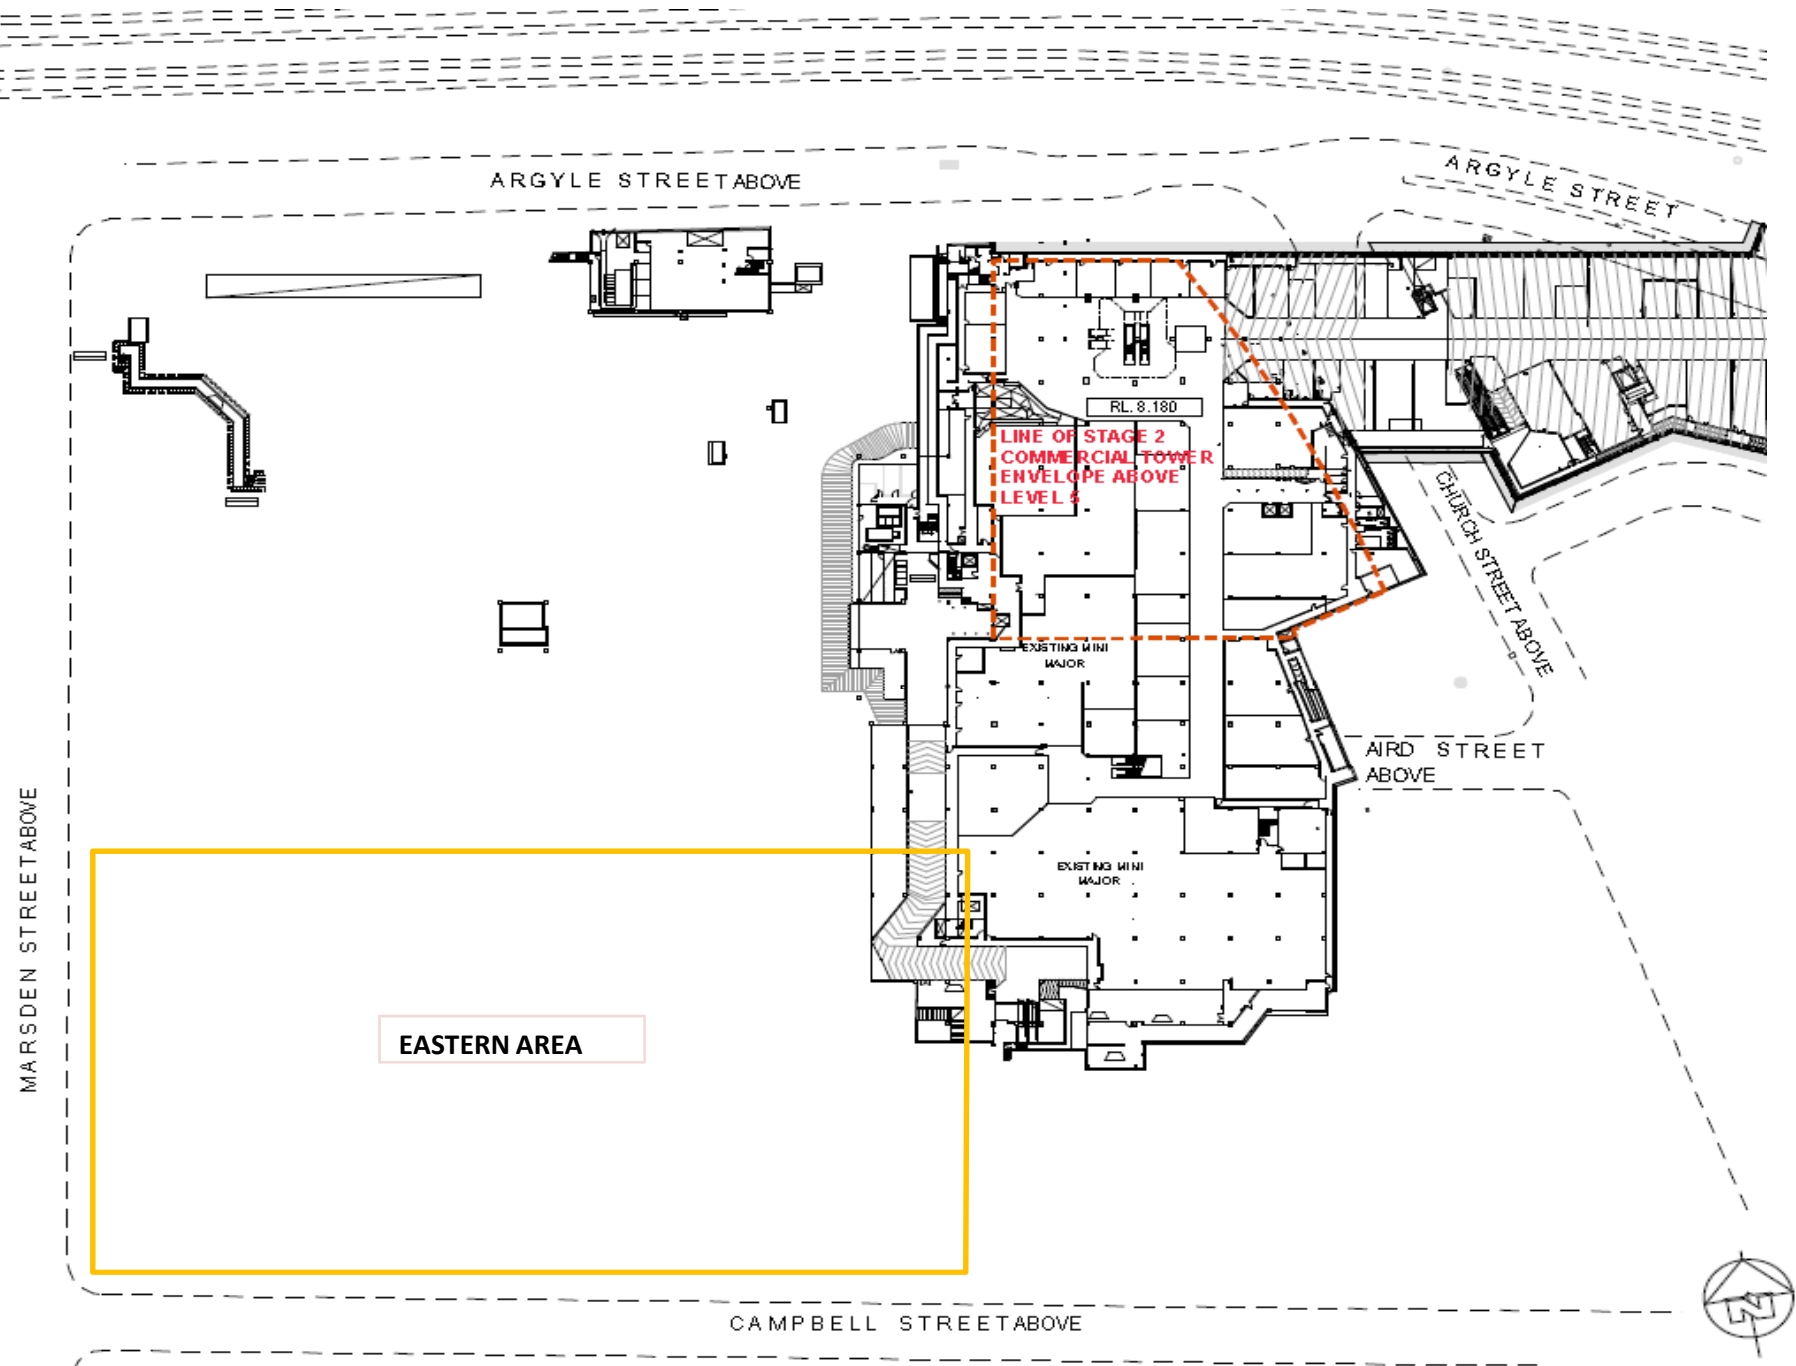 ARGYLE STREET ABOVE
ARGYLE STREET
RL. 8.180
LINE OF STAGE 2
COMMERCIAL TOWER
ENVELOPE ABOVE
LEVEL 5
CHURCH STREET ABOVE
EXISTING MINI
MAJOR
AIRD STREET
ABOVE
MARSDEN STREET ABOVE
EXISTING MINI
MAJOR
EASTERN AREA
CAMPBELL STREET ABOVE
N